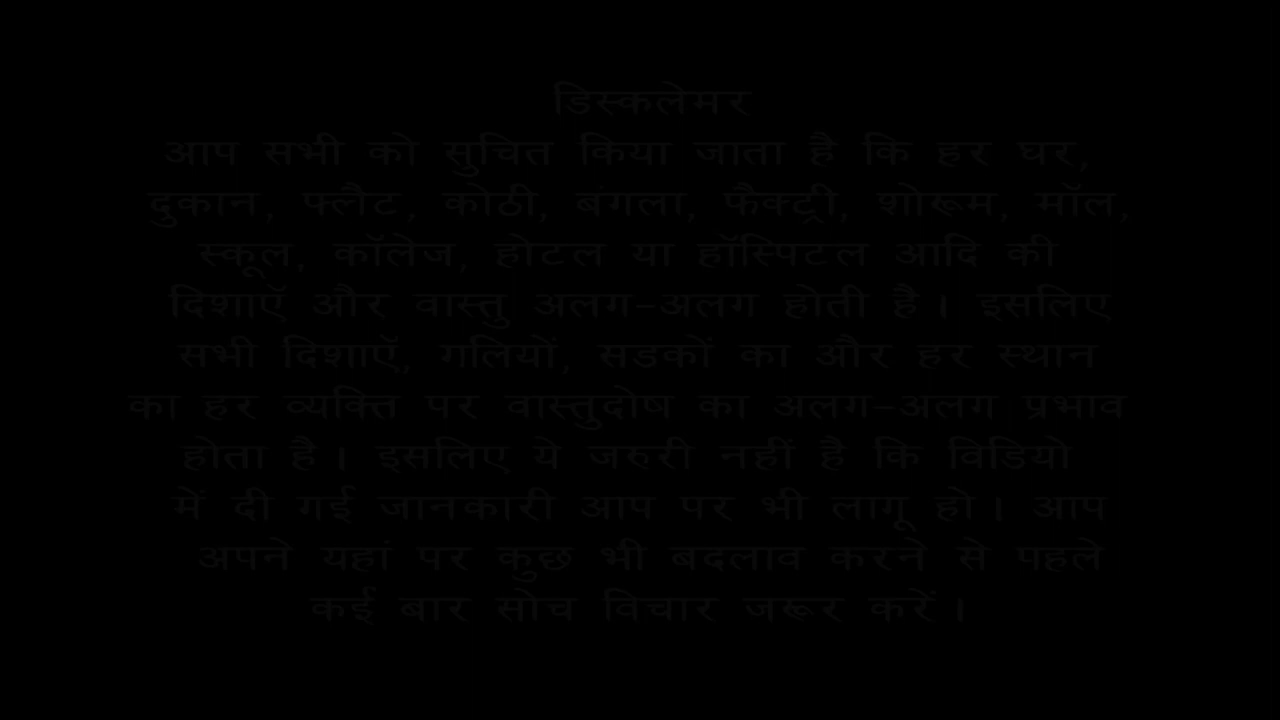 डिस्कलेमर
आप सभी को सुचित किया जाता है कि हर घर,
दुकान, फ्लैट, कोठी, बंगला, फैक्ट्री, शोरूम, मॉल,
स्कूल, कॉलेज, होटल या हॉस्पिटल आदि की
दिशाएँ और वास्तु अलग-अलग होती है। इसलिए
सभी दिशाएँ, गलियों, सडकों का और हर स्थान
का हर व्यक्ति पर वास्तुदोष का अलग-अलग प्रभाव
होता है। इसलिए ये जरुरी नहीं है कि विडियो
में दी गई जानकारी आप पर भी लागू हो। आप
अपने यहां पर कुछ भी बदलाव करने से पहले
कई बार सोच विचार जरूर करें।